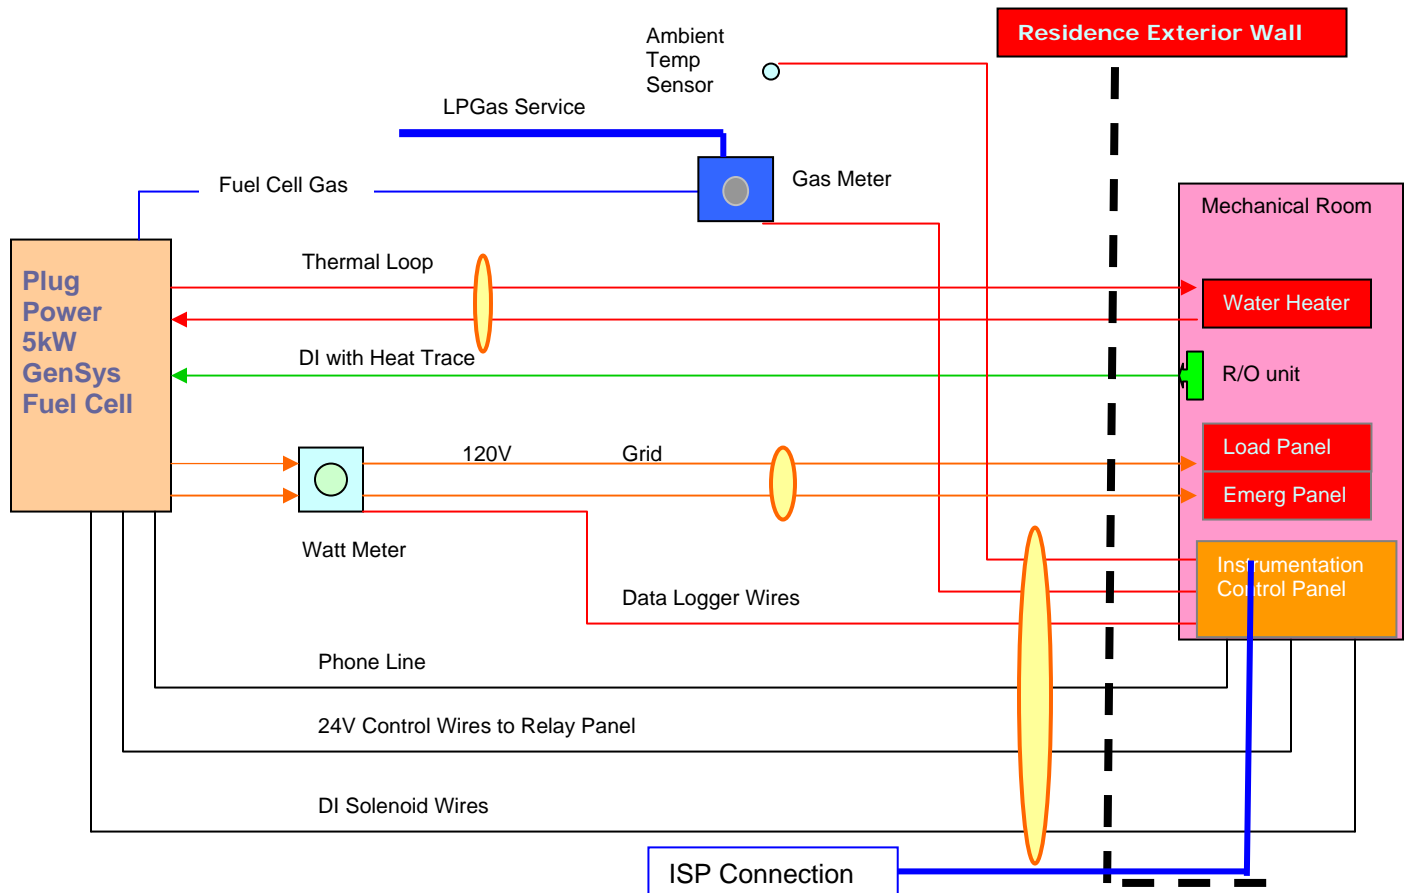 Residence Exterior Wall
Ambient
Temp
Sensor
LPGas Service
Fuel Cell Gas
Gas Meter
Mechanical Room
Plug
Power
5kW
GenSys
Fuel Cell
Thermal Loop
Water Heater
DI with Heat Trace
R/O unit
120V
Grid
Load Panel
Emerg Panel
Watt Meter
Instrumentation
Control Panel
Data Logger Wires
Phone Line
24V Control Wires to Relay Panel
DI Solenoid Wires
ISP Connection